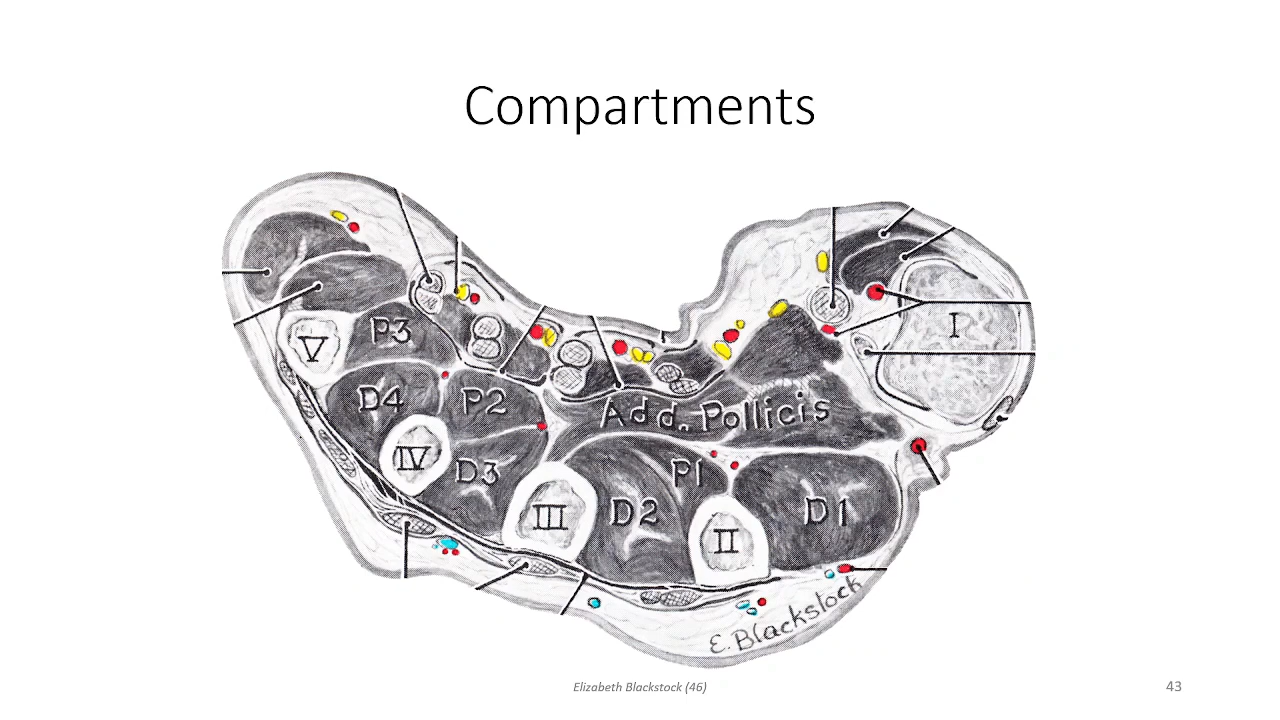 Compartments
I
V
P3
D4
P2
Add. Pollicis
IV
D3
P1
III
D2
II
D1
E. Blackstock
Elizabeth Blackstock (46)
43